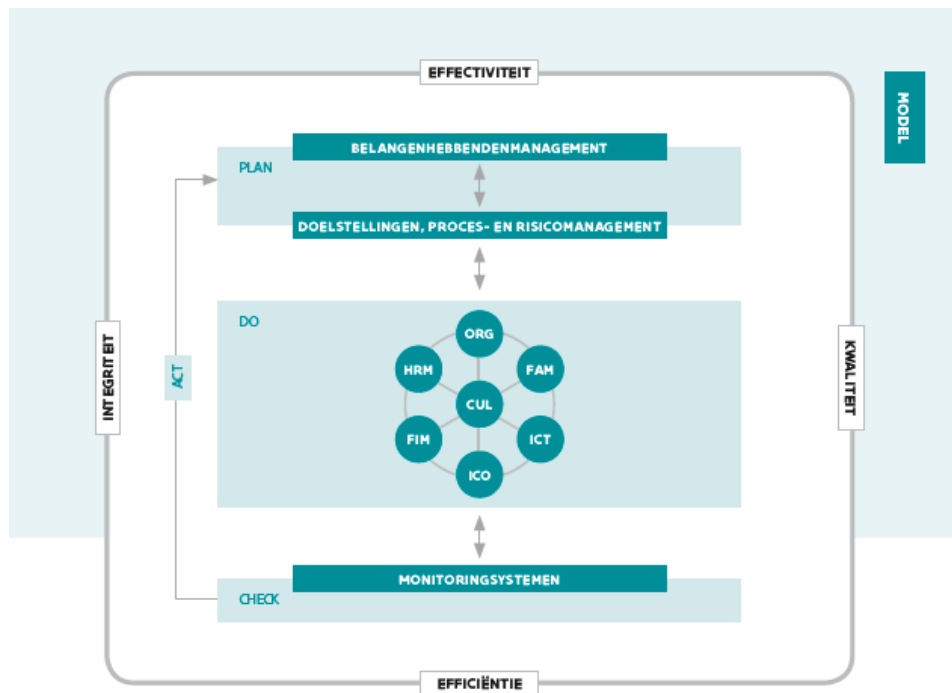 EFFECTIVITEIT
MODEL
BELANGENHEBBENDENMANAGEMENT
PLAN
DOELSTELLINGEN, PROCES- EN RISICOMANAGEMENT
DO
ORG
HRM
FAM
CUL
FIM
ICT
ICO
INTEGRITEIT
ACT
KWALITEIT
MONITORINGSYSTEMEN
CHECK
EFFICIËNTIE